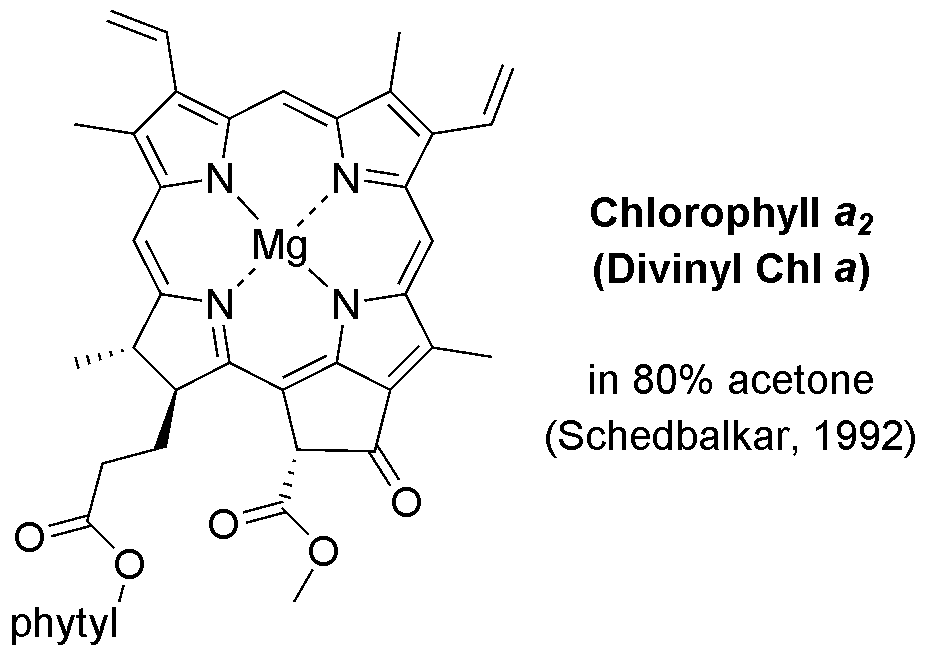 N
N
Mg
N
N
O
O
O
O
O
phytyl
Chlorophyll a2
(Divinyl Chl a)
in 80% acetone
(Schedbalkar, 1992)